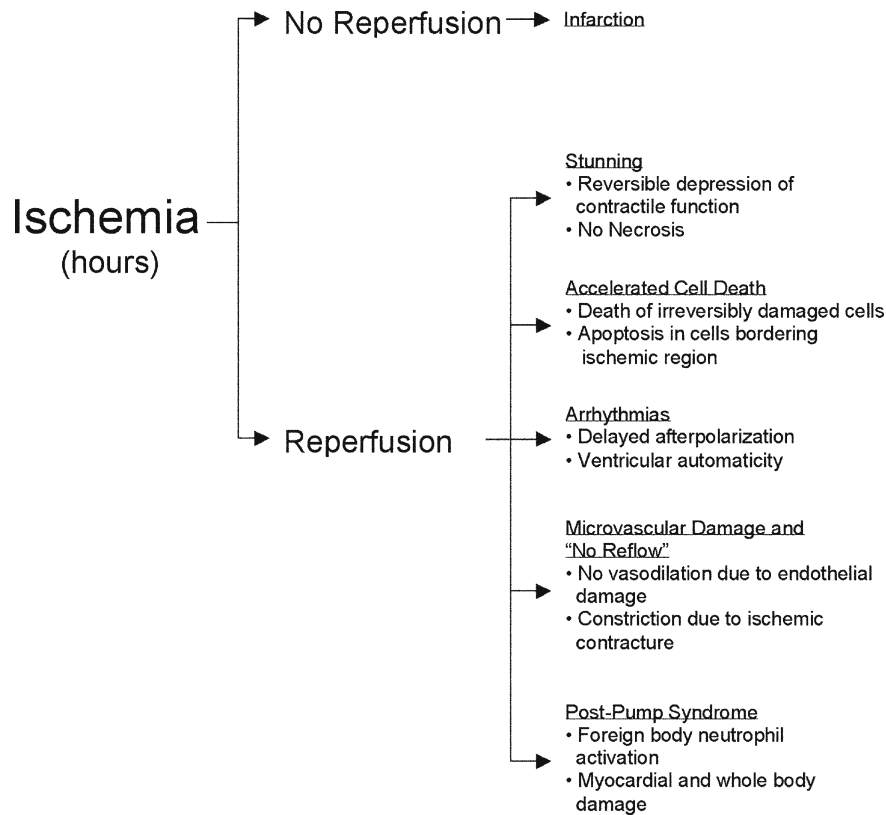 No Reperfusion
Infarction
Ischemia
(hours)
Reperfusion
Stunning
• Reversible depression of
contractile function
• No Necrosis
Accelerated Cell Death
• Death of irreversibly damaged cells
• Apoptosis in cells bordering
ischemic region
Arrhythmias
• Delayed afterpolarization
• Ventricular automaticity
Microvascular Damage and
“No Reflow”
• No vasodilation due to endothelial
damage
• Constriction due to ischemic
contracture
Post-Pump Syndrome
• Foreign body neutrophil
activation
• Myocardial and whole body
damage